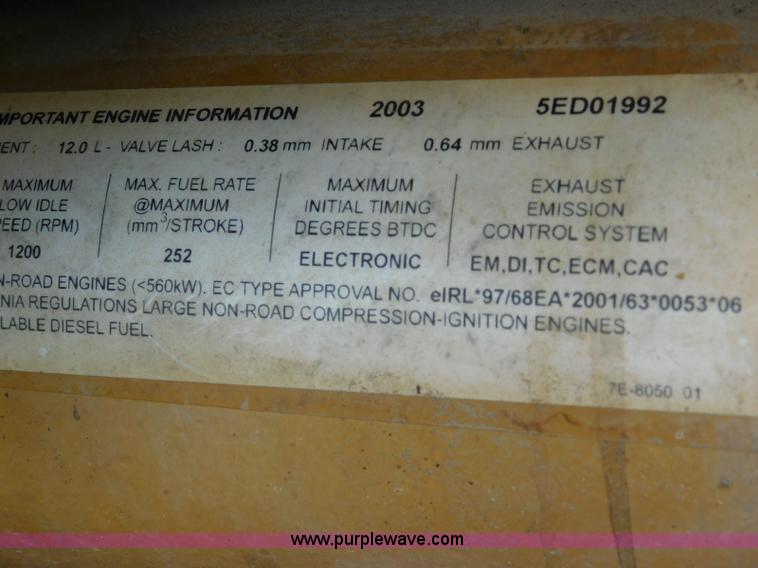 MPORTANT ENGINE INFORMATION 2003 5ED01992
MENT: 12.0 L - VALVE LASH: 0.38 mm INTAKE 0.64 mm EXHAUST
MAXIMUM MAX. FUEL RATE MAXIMUM EXHAUST
LOW IDLE @MAXIMUM INITIAL TIMING EMISSION
PEED (RPM) (mm³/STROKE) DEGREES BTDC CONTROL SYSTEM
1200 252 ELECTRONIC EM,DI,TC,ECM,CAC
N-ROAD ENGINES (<560kW). EC TYPE APPROVAL NO. eIRL*97/68EA*2001/63*0053*06
NIA REGULATIONS LARGE NON-ROAD COMPRESSION-IGNITION ENGINES.
LABLE DIESEL FUEL.
7E-8050 01
www.purplewave.com